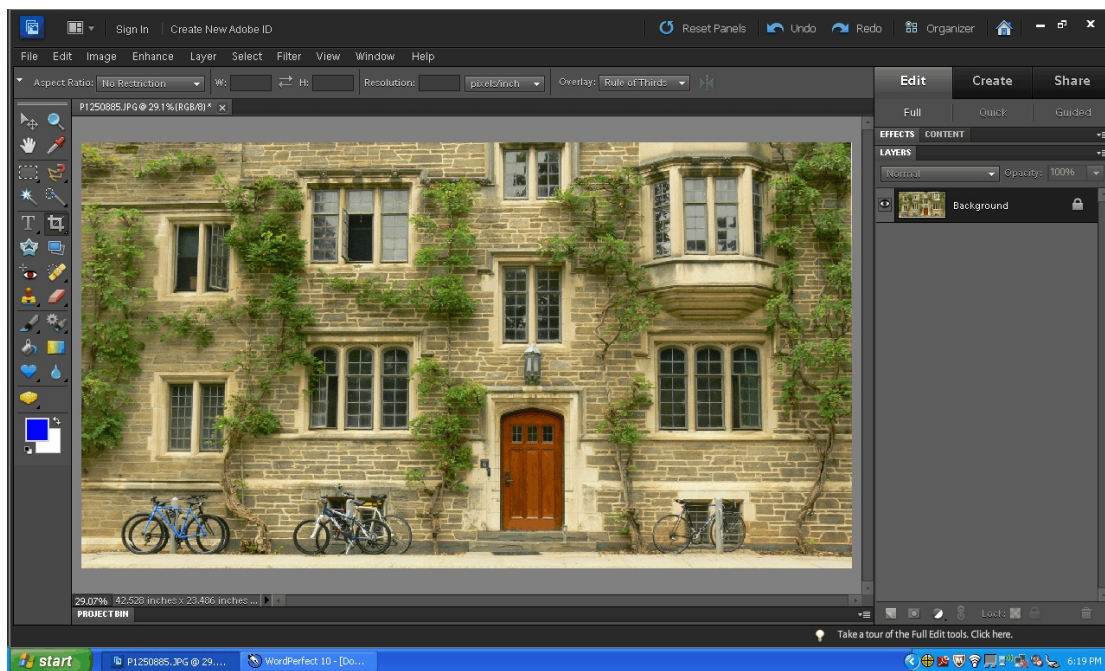 Sign In Create New Adobe ID Reset Panels Undo Redo Organizer
File Edit Image Enhance Layer Select Filter View Window Help
Aspect Ratio: No Restriction W: H: Resolution: pixels/inch Overlay: Rule of Thirds
Edit Create Share
P1250885.JPG @ 29.1% (RGB/8) *
Full Quick Guided
EFFECTS CONTENT
LAYERS
Normal Opacity: 100%
Background
29.07% 42.528 inches x 23.486 inches ...
PROJECT BIN
Lock:
Take a tour of the Full Edit tools. Click here.
start P1250885.JPG @ 29.... WordPerfect 10 - [Do... 6:19 PM